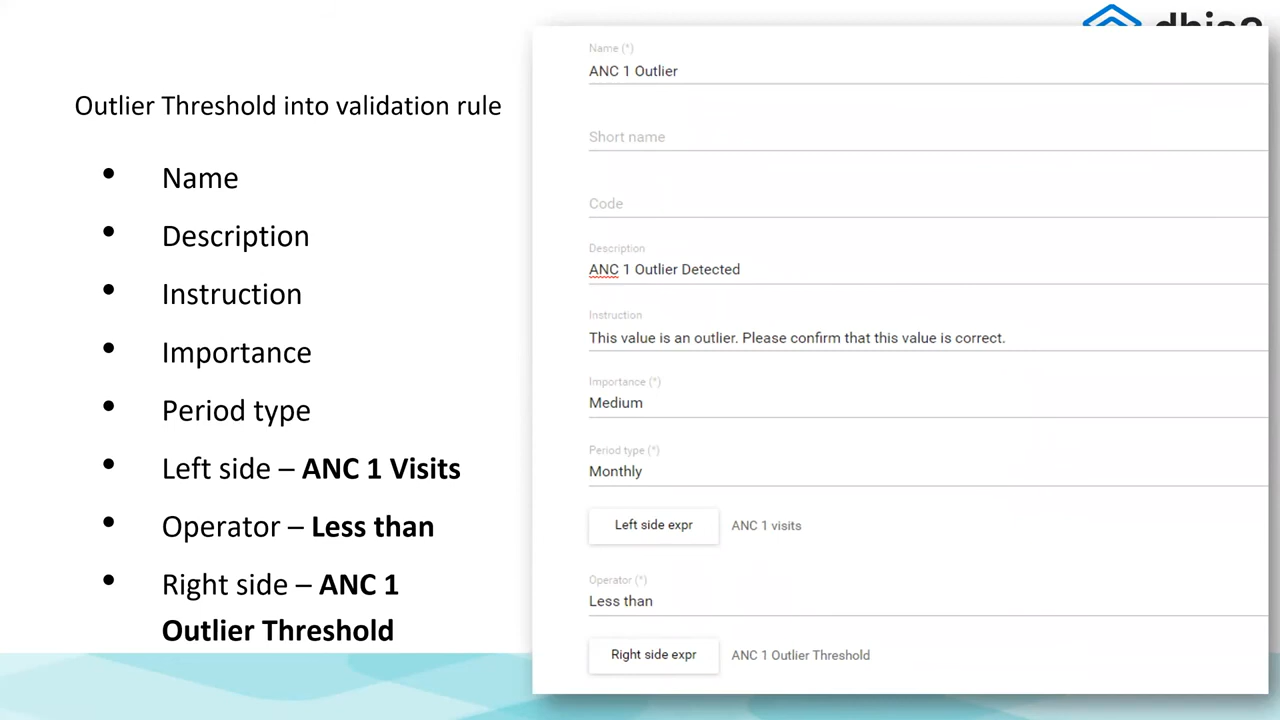 Outlier Threshold into validation rule
• Name
• Description
• Instruction
• Importance
• Period type
• Left side – ANC 1 Visits
• Operator – Less than
• Right side – ANC 1
Outlier Threshold
Name (*)
ANC 1 Outlier
Short name
Code
Description
ANC 1 Outlier Detected
Instruction
This value is an outlier. Please confirm that this value is correct.
Importance (*)
Medium
Period type (*)
Monthly
Left side expr ANC 1 visits
Operator (*)
Less than
Right side expr ANC 1 Outlier Threshold